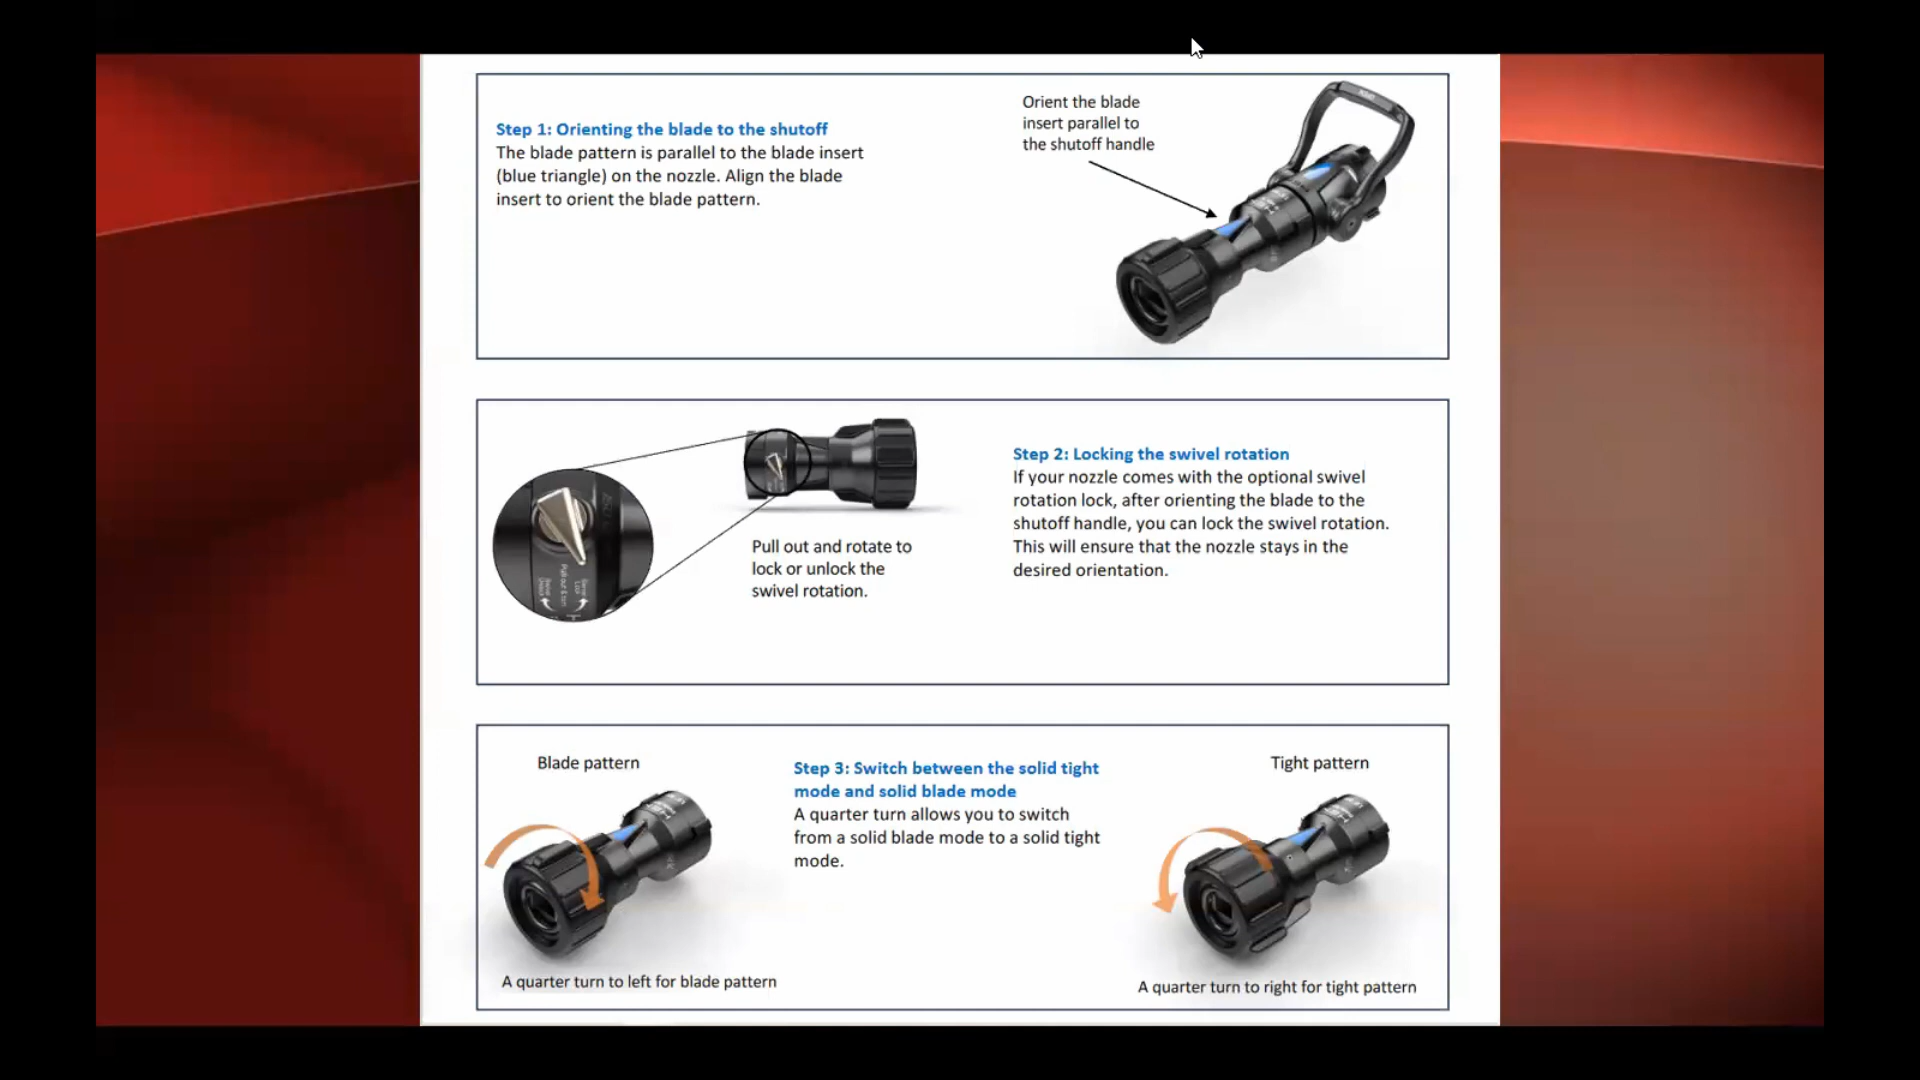 Step 1: Orienting the blade to the shutoff
The blade pattern is parallel to the blade insert
(blue triangle) on the nozzle. Align the blade
insert to orient the blade pattern.
Orient the blade
insert parallel to
the shutoff handle
Pull out & turn
Swivel
Lock
Swivel
Unlock
Pull out and rotate to
lock or unlock the
swivel rotation.
Step 2: Locking the swivel rotation
If your nozzle comes with the optional swivel
rotation lock, after orienting the blade to the
shutoff handle, you can lock the swivel rotation.
This will ensure that the nozzle stays in the
desired orientation.
Blade pattern
Step 3: Switch between the solid tight
mode and solid blade mode
A quarter turn allows you to switch
from a solid blade mode to a solid tight
mode.
Tight pattern
A quarter turn to left for blade pattern
A quarter turn to right for tight pattern